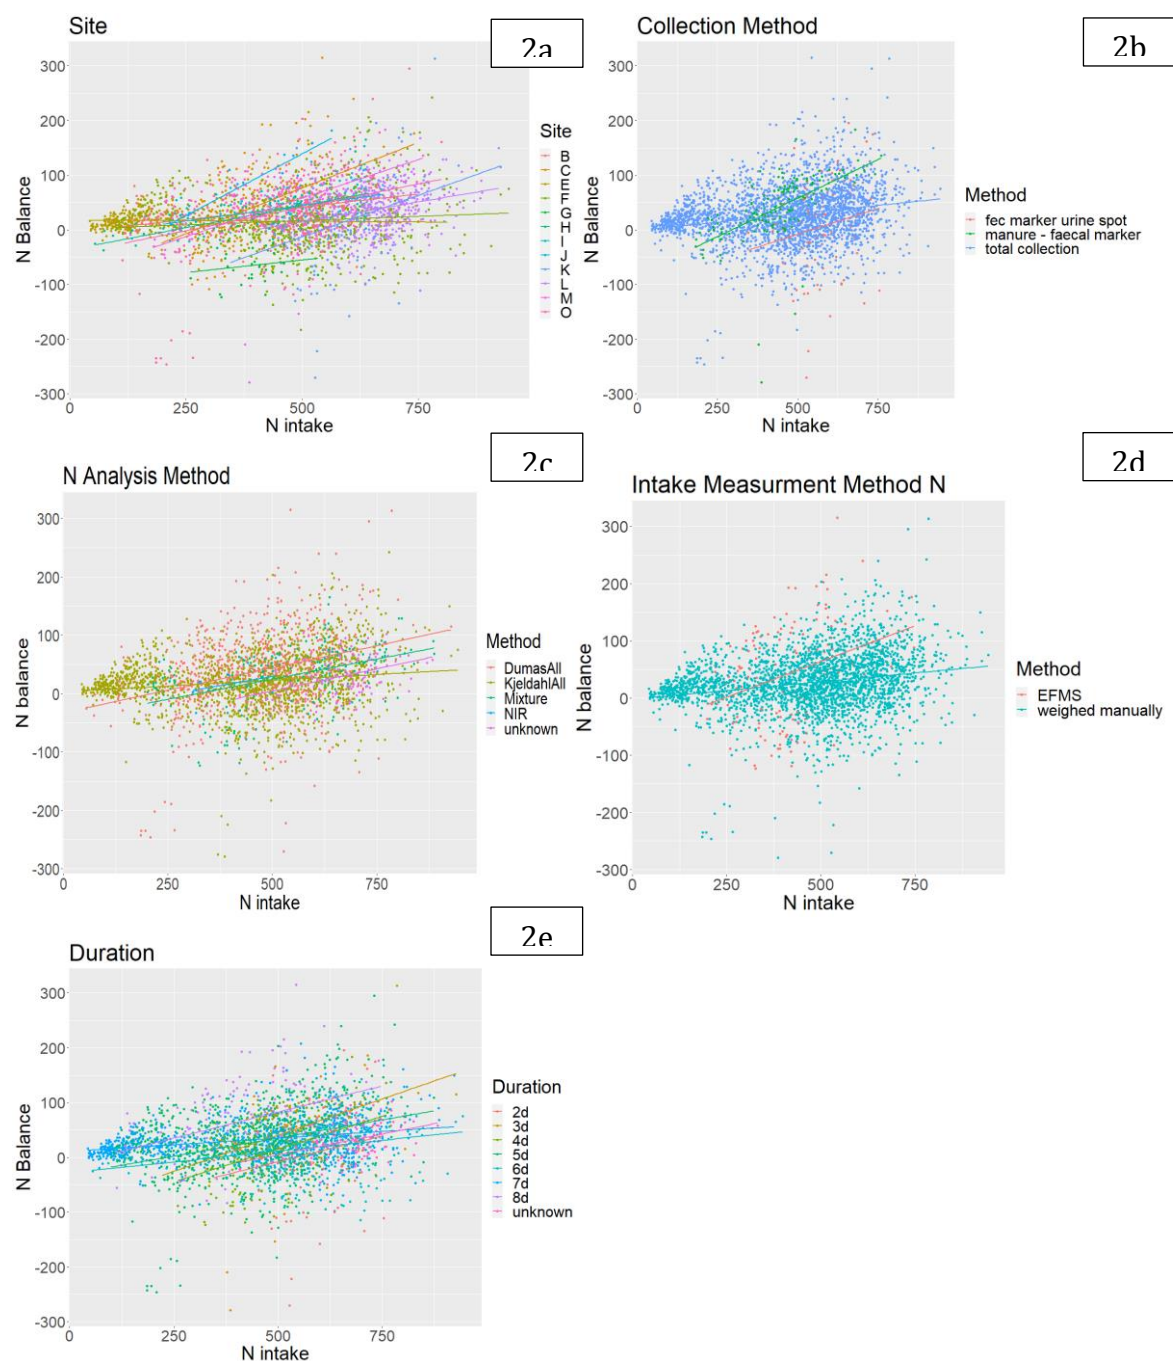 Site
2a
300
200
100
0
-100
-200
-300
N Balance
0 250 500 750
N intake
Site
B
C
E
F
G
H
I
J
K
L
M
O
Collection Method
2b
300
200
100
0
-100
-200
-300
N Balance
0 250 500 750
N intake
Method
fec marker urine spot
manure - faecal marker
total collection
N Analysis Method
2c
300
200
100
0
-100
-200
-300
N balance
0 250 500 750
N intake
Method
DumasAll
KjeldahlAll
Mixture
NIR
unknown
Intake Measurment Method N
2d
300
200
100
0
-100
-200
-300
N balance
0 250 500 750
N intake
Method
EFMS
weighed manually
Duration
2e
300
200
100
0
-100
-200
-300
N Balance
0 250 500 750
N intake
Duration
2d
3d
4d
5d
6d
7d
8d
unknown